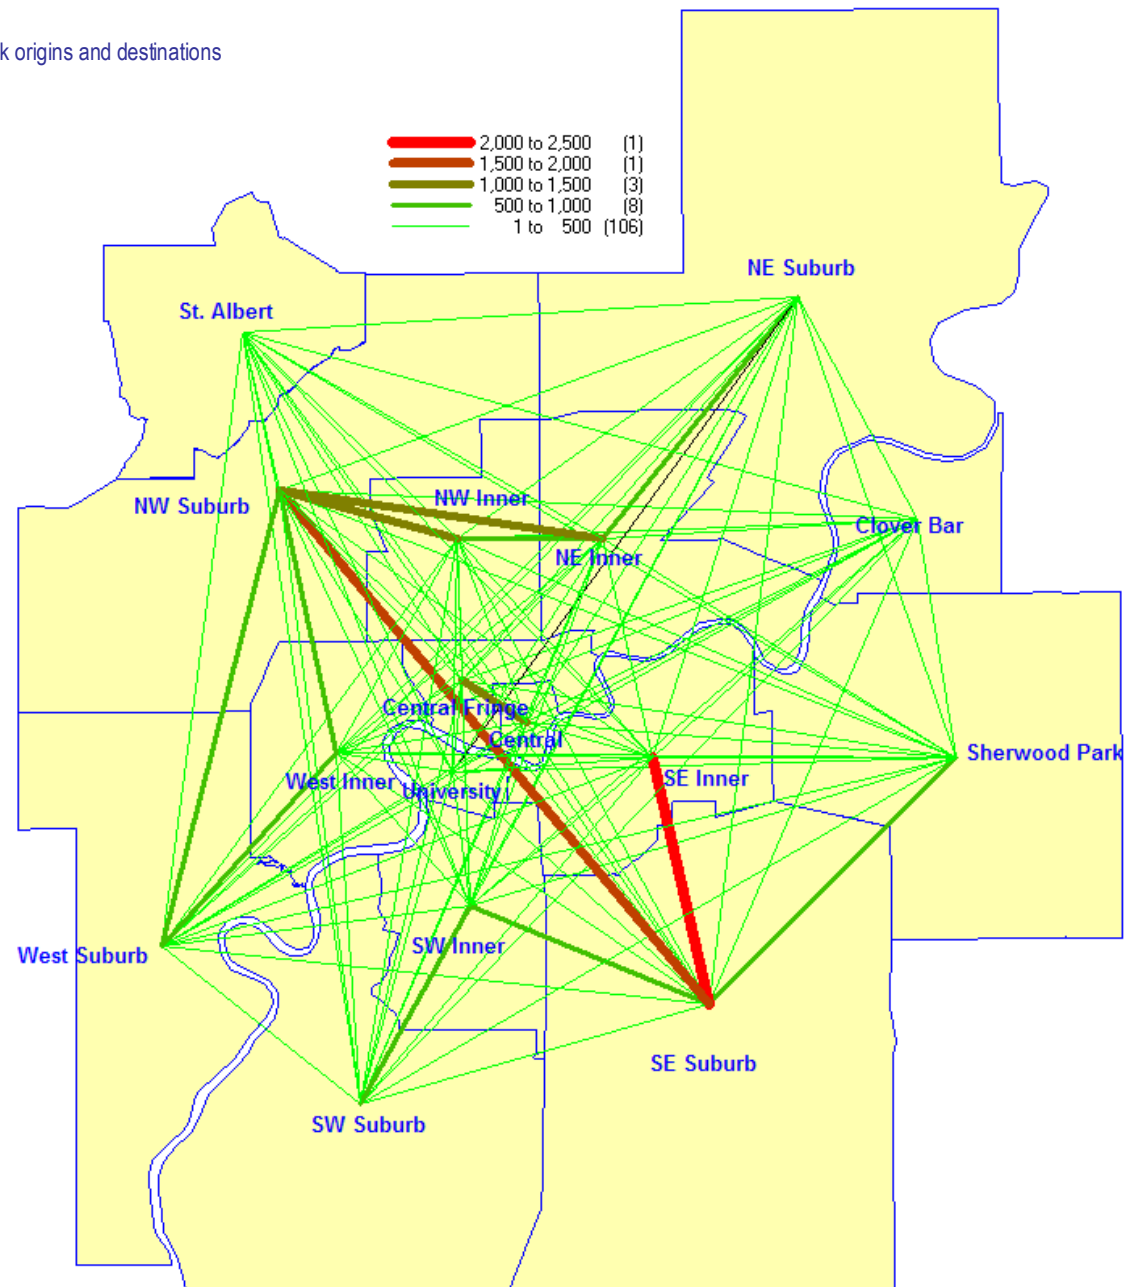 k origins and destinations
2,000 to 2,500 (1)
1,500 to 2,000 (1)
1,000 to 1,500 (3)
500 to 1,000 (8)
1 to 500 (106)
NE Suburb
St. Albert
NW Suburb
NW Inner
Clover Bar
NE Inner
Central Fringe
Central
Sherwood Park
West Inner
University
SE Inner
West Suburb
SW Inner
SE Suburb
SW Suburb